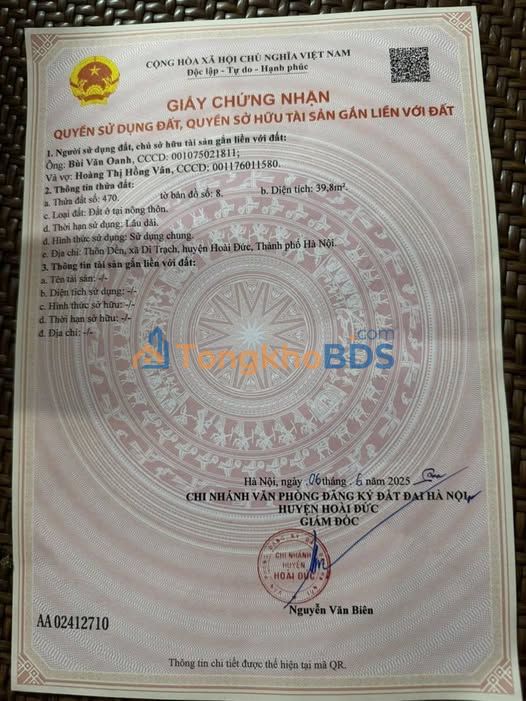 CỘNG HÒA XÃ HỘI CHỦ NGHĨA VIỆT NAM
Độc lập - Tự do - Hạnh phúc
GIẤY CHỨNG NHẬN
QUYỀN SỬ DỤNG ĐẤT, QUYỀN SỞ HỮU TÀI SẢN GẮN LIỀN VỚI ĐẤT
1. Người sử dụng đất, chủ sở hữu tài sản gắn liền với đất:
Ông: Bùi Văn Oanh, CCCD: 001075021811;
Và vợ: Hoàng Thị Hồng Vân, CCCD: 001176011580.
2. Thông tin thửa đất:
a. Thửa đất số: 470. tờ bản đồ số: 8. b. Diện tích: 39,8m².
c. Loại đất: Đất ở tại nông thôn.
d. Thời hạn sử dụng: Lâu dài.
đ. Hình thức sử dụng: Sử dụng chung.
e. Địa chỉ: Thôn Dền, xã Di Trạch, huyện Hoài Đức, Thành phố Hà Nội.
3. Thông tin tài sản gắn liền với đất:
a. Tên tài sản: -/-
b. Diện tích sử dụng: -/-
c. Hình thức sở hữu: -/-
d. Thời hạn sở hữu: -/-
đ. Địa chỉ: -/-
TongkhoBDS.com
Hà Nội, ngày 06 tháng 6 năm 2025
CHI NHÁNH VĂN PHÒNG ĐĂNG KÝ ĐẤT ĐAI HÀ NỘI
HUYỆN HOÀI ĐỨC
GIÁM ĐỐC
CHI NHÁNH
HUYỆN
HOÀI ĐỨC
Nguyễn Văn Biên
AA 02412710
Thông tin chi tiết được thể hiện tại mã QR.